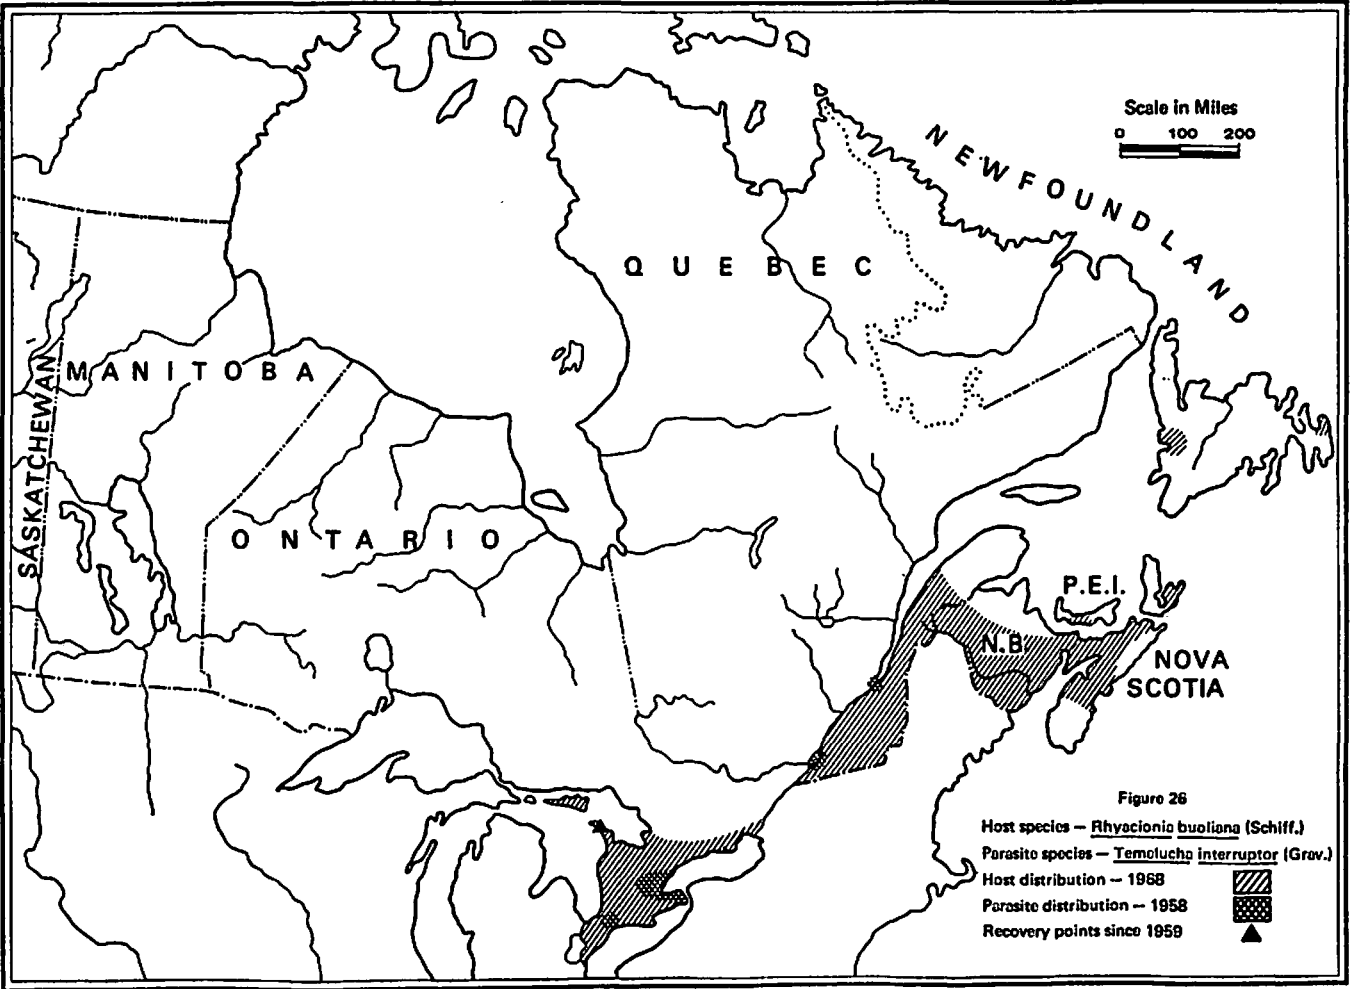 Scale in Miles
0 100 200
NEWFOUNDLAND
QUEBEC
MANITOBA
SASKATCHEWAN
ONTARIO
P.E.I.
N.B.
NOVA
SCOTIA
Figure 26
Host species – Rhyacionia buoliana (Schiff.)
Parasite species – Temelucha interruptor (Grav.)
Host distribution – 1968
Parasite distribution – 1958
Recovery points since 1959